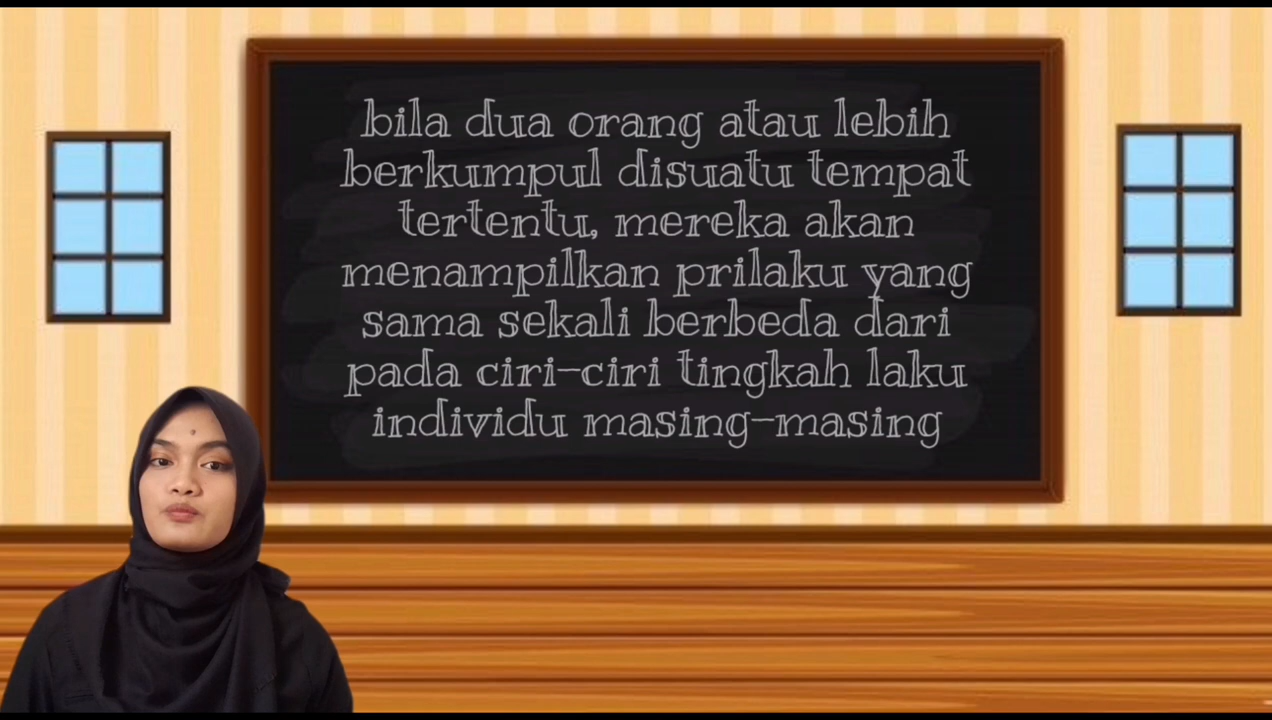 bila dua orang atau lebih
berkumpul disuatu tempat
tertentu, mereka akan
menampilkan prilaku yang
sama sekali berbeda dari
pada ciri-ciri tingkah laku
individu masing-masing